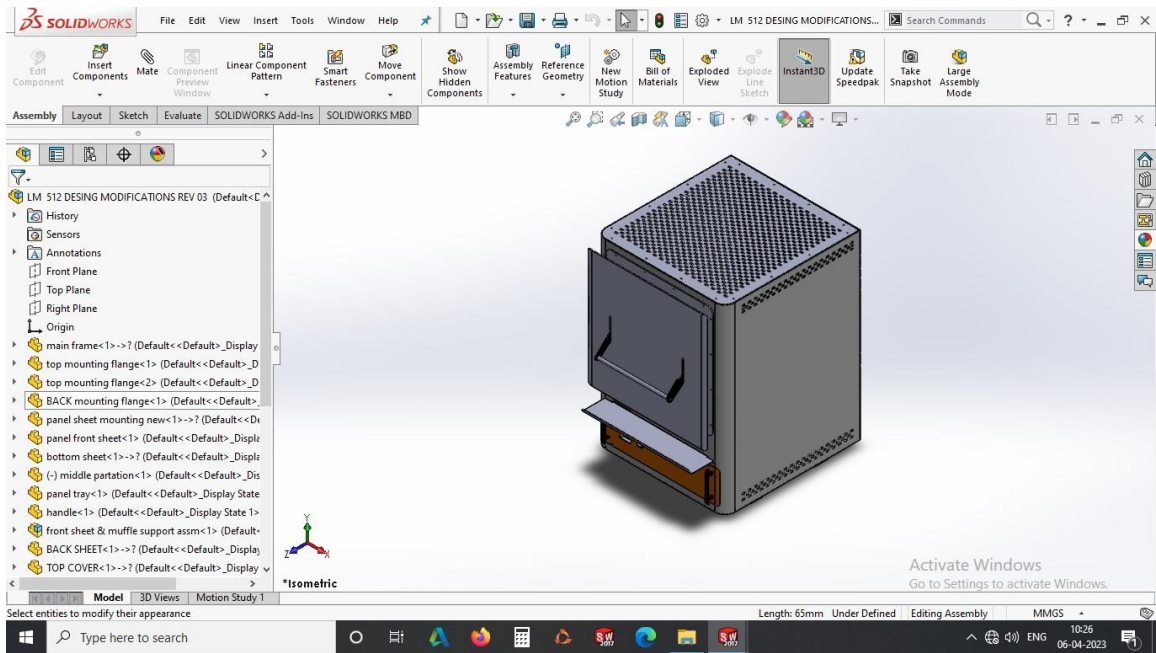 SOLIDWORKS File Edit View Insert Tools Window Help LM 512 DESING MODIFICATIONS... Search Commands
Edit Component
Insert Components
Mate
Component Preview Window
Linear Component Pattern
Smart Fasteners
Move Component
Show Hidden Components
Assembly Features
Reference Geometry
New Motion Study
Bill of Materials
Exploded View
Explode Line Sketch
Instant3D
Update Speedpak
Take Snapshot
Large Assembly Mode
Assembly Layout Sketch Evaluate SOLIDWORKS Add-Ins SOLIDWORKS MBD
LM 512 DESING MODIFICATIONS REV 03 (Default<D
History
Sensors
Annotations
Front Plane
Top Plane
Right Plane
Origin
main frame<1>->? (Default<<Default>_Display
top mounting flange<1> (Default<<Default>_D
top mounting flange<2> (Default<<Default>_D
BACK mounting flange<1> (Default<<Default>_
panel sheet mounting new<1>->? (Default<<De
panel front sheet<1> (Default<<Default>_Displa
bottom sheet<1>->? (Default<<Default>_Displa
(-) middle partation<1> (Default<<Default>_Dis
panel tray<1> (Default<<Default>_Display State
handle<1> (Default<<Default>_Display State 1>
front sheet & muffle support assm<1> (Default<
BACK SHEET<1>->? (Default<<Default>_Display
TOP COVER<1>->? (Default<<Default>_Display
Y
Z X
*Isometric
Activate Windows
Go to Settings to activate Windows.
Model 3D Views Motion Study 1
Select entities to modify their appearance Length: 65mm Under Defined Editing Assembly MMGS
Type here to search ENG 10:26
06-04-2023